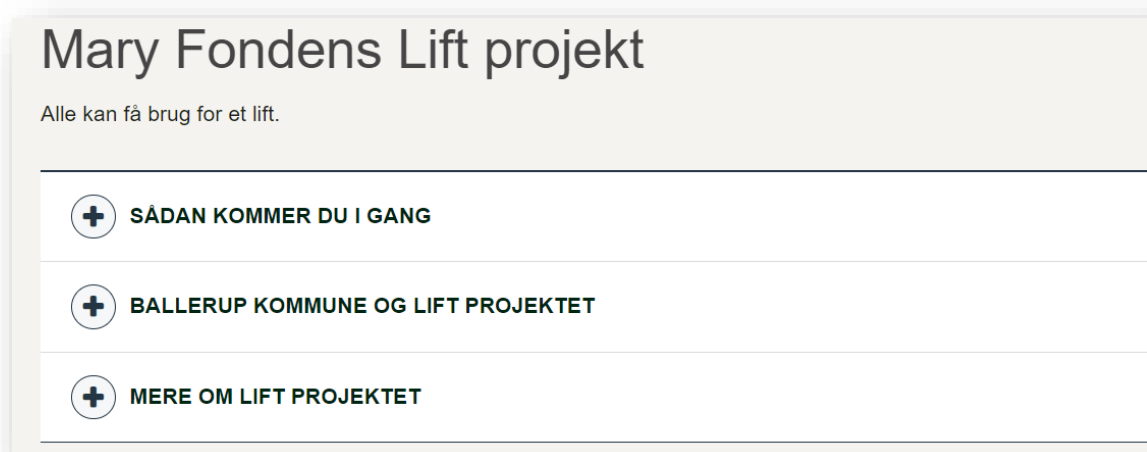 Mary Fondens Lift projekt
Alle kan få brug for et lift.
SÅDAN KOMMER DU I GANG
BALLERUP KOMMUNE OG LIFT PROJEKTET
MERE OM LIFT PROJEKTET